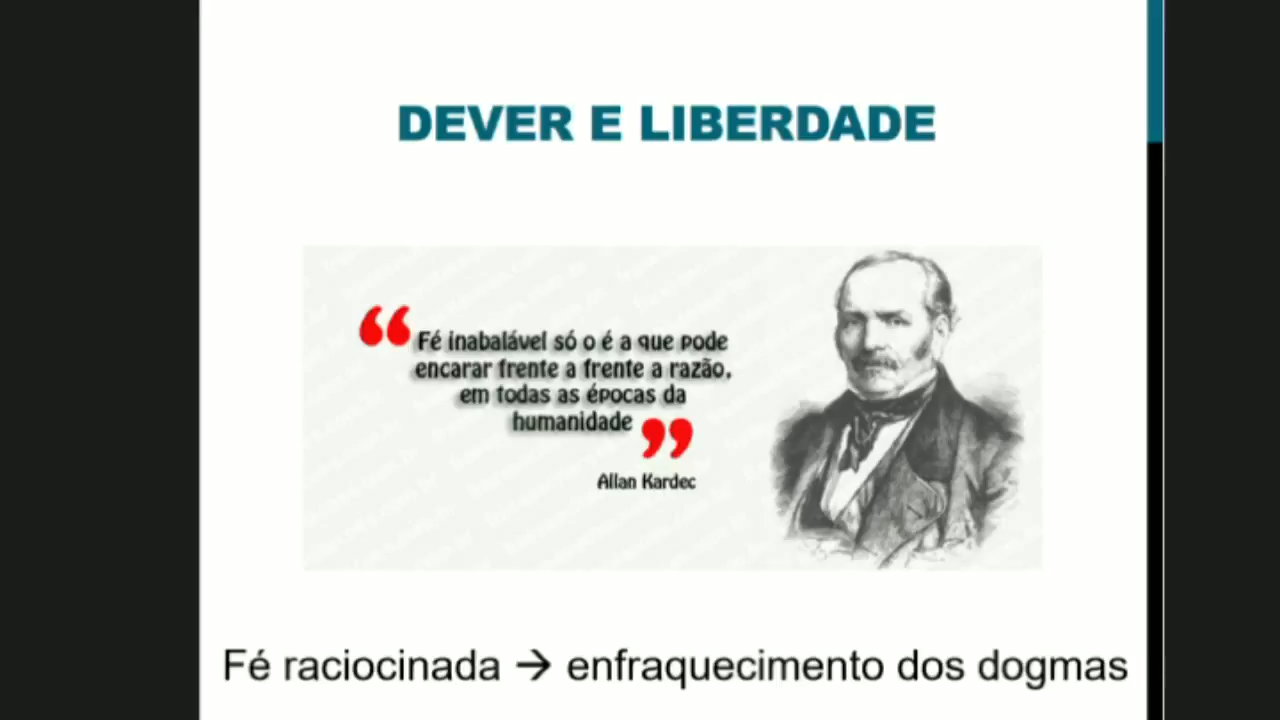 DEVER E LIBERDADE
“Fé inabalável só o é a que pode
encarar frente a frente a razão,
em todas as épocas da
humanidade”
Allan Kardec
Fé raciocinada → enfraquecimento dos dogmas